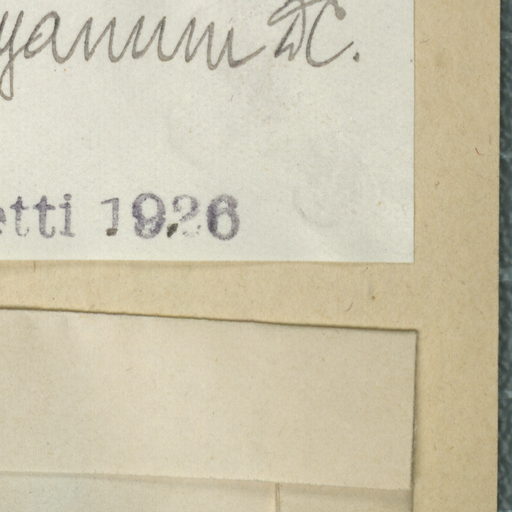 yanum DC.
etti 1926